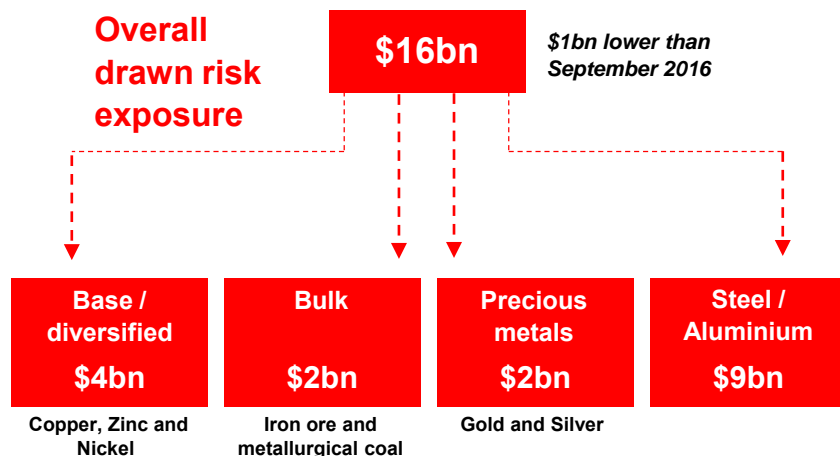 Overall
drawn risk
exposure
$16bn
$1bn lower than
September 2016
Base /
diversified
$4bn
Copper, Zinc and
Nickel
Bulk
$2bn
Iron ore and
metallurgical coal
Precious
metals
$2bn
Gold and Silver
Steel /
Aluminium
$9bn